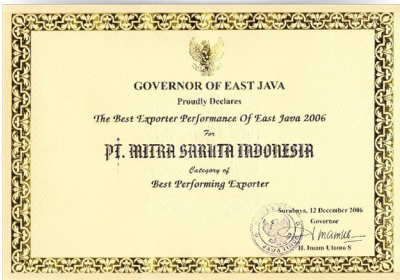 GOVERNOR OF EAST JAVA
Proudly Declares
The Best Exporter Performance Of East Java 2006
For
PT. MITRA SARUTA INDONESIA
Category of
Best Performing Exporter
Surabaya, 12 December 2006
Governor
H. Imam Utomo S